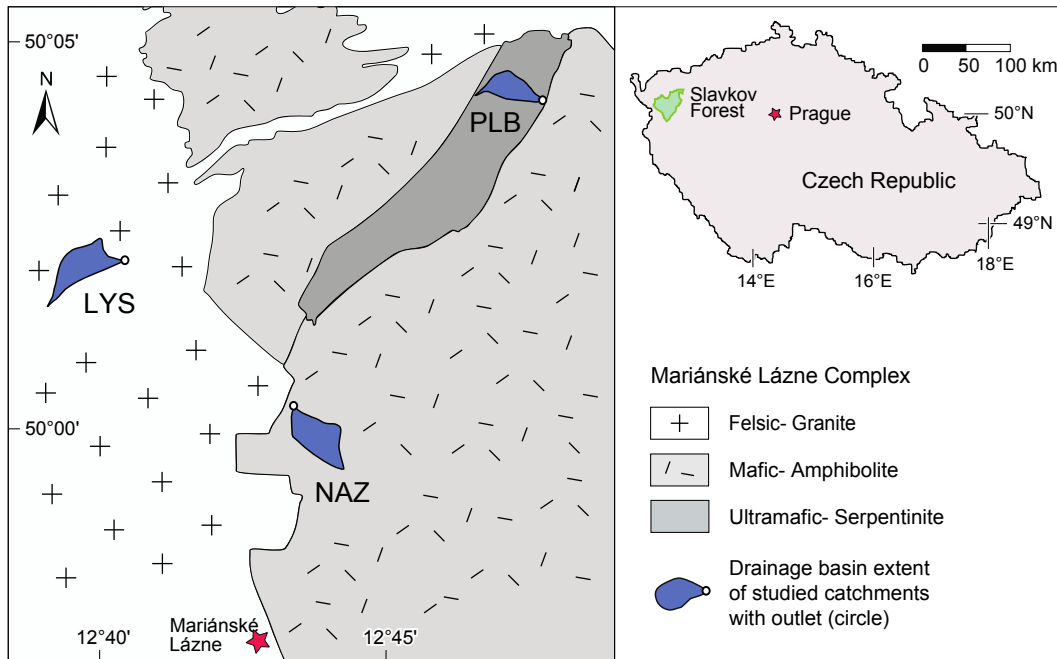 50°05'
N
PLB
LYS
50°00'
NAZ
Mariánské
Lázne
12°40'
12°45'
0 50 100 km
Slavkov
Forest
Prague
50°N
Czech Republic
49°N
14°E
16°E
18°E
Mariánské Lázne Complex
Felsic- Granite
Mafic- Amphibolite
Ultramafic- Serpentinite
Drainage basin extent
of studied catchments
with outlet (circle)